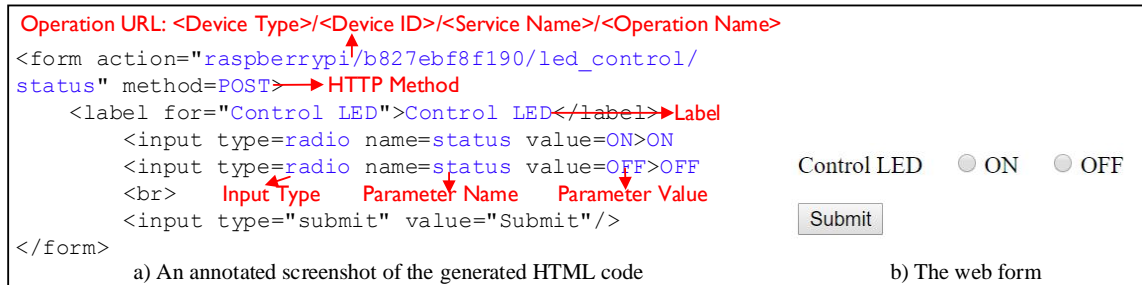 Operation URL: <Device Type>/<Device ID>/<Service Name>/<Operation Name>
<form action="raspberrypi/b827ebf8f190/led_control/
status" method=POST> HTTP Method
<label for="Control LED">Control LED</label> Label
<input type=radio name=status value=ON>ON
<input type=radio name=status value=OFF>OFF
<br> Input Type Parameter Name Parameter Value
<input type="submit" value="Submit"/>
</form>
a) An annotated screenshot of the generated HTML code
Control LED ON OFF
Submit
b) The web form